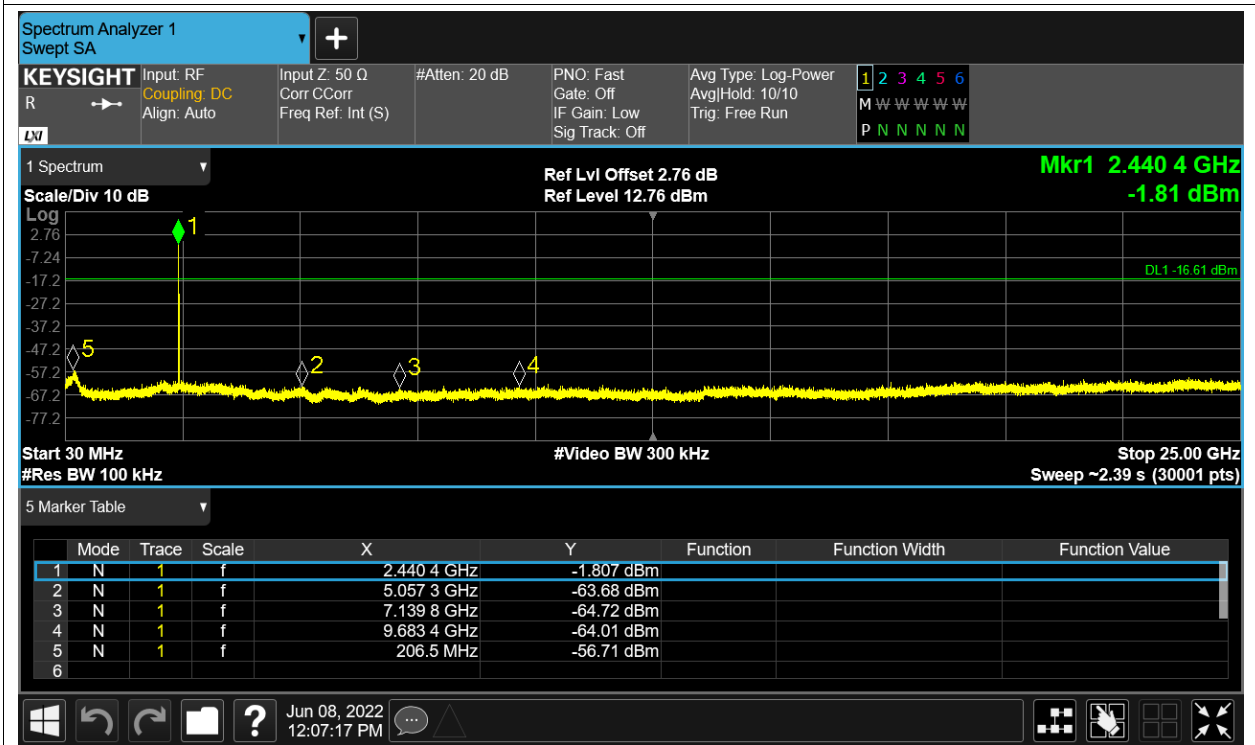 Spectrum Analyzer 1
Swept SA
KEYSIGHT
R
LXI
Input: RF
Coupling: DC
Align: Auto
Input Z: 50 Ω
Corr CCorr
Freq Ref: Int (S)
#Atten: 20 dB
PNO: Fast
Gate: Off
IF Gain: Low
Sig Track: Off
Avg Type: Log-Power
Avg|Hold: 10/10
Trig: Free Run
1 2 3 4 5 6
M W W W W W
P N N N N N
1 Spectrum
Scale/Div 10 dB
Ref Lvl Offset 2.76 dB
Ref Level 12.76 dBm
Mkr1 2.440 4 GHz
-1.81 dBm
Log
2.76
-7.24
-17.2
-27.2
-37.2
-47.2
-57.2
-67.2
-77.2
1
DL1 -16.61 dBm
5
2
3
4
Start 30 MHz
#Res BW 100 kHz
#Video BW 300 kHz
Stop 25.00 GHz
Sweep ~2.39 s (30001 pts)
5 Marker Table
Mode Trace Scale X Y Function Function Width Function Value
1 N 1 f 2.440 4 GHz -1.807 dBm
2 N 1 f 5.057 3 GHz -63.68 dBm
3 N 1 f 7.139 8 GHz -64.72 dBm
4 N 1 f 9.683 4 GHz -64.01 dBm
5 N 1 f 206.5 MHz -56.71 dBm
6
?
Jun 08, 2022
12:07:17 PM